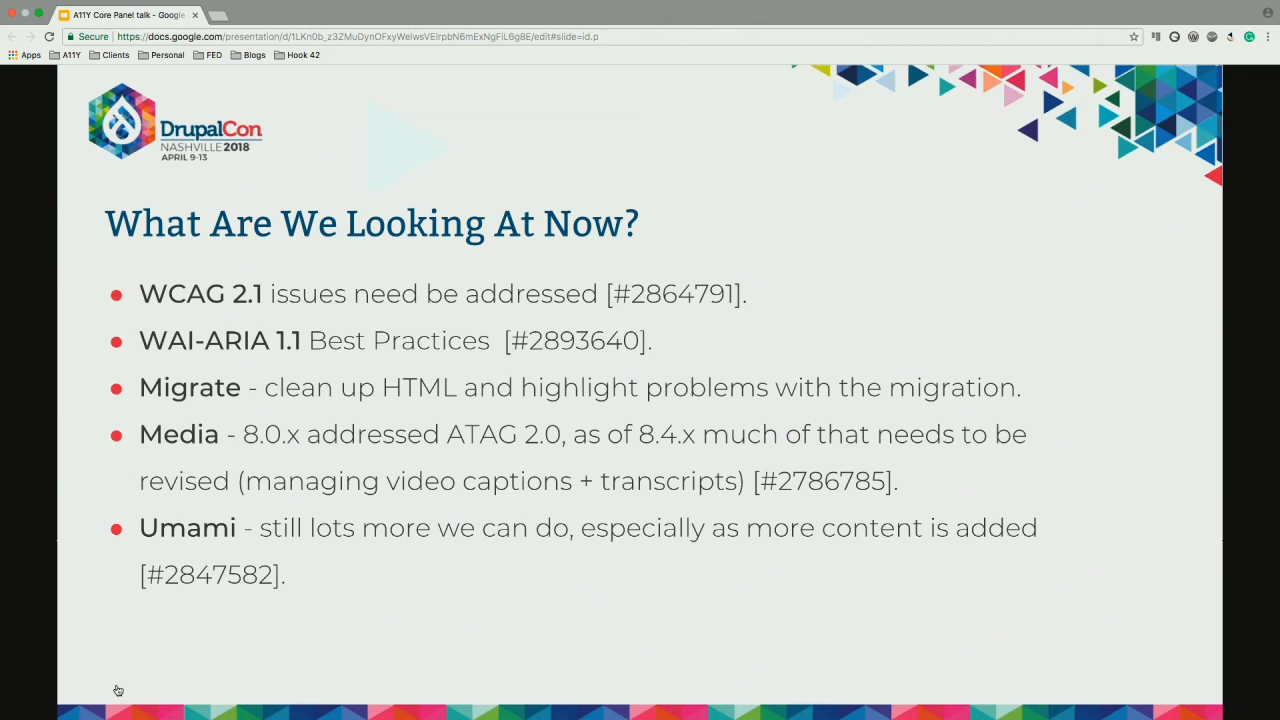 A11Y Core Panel talk - Google
Secure
https://docs.google.com/presentation/d/1LKn0b_z3ZMuDynOFxyWeiwsVEIrpbN6mExNgFiL6g8E/edit#slide=id.p
Apps A11Y Clients Personal FED Blogs Hook 42
DrupalCon
NASHVILLE 2018
APRIL 9-13
What Are We Looking At Now?
● WCAG 2.1 issues need be addressed [#2864791].
● WAI-ARIA 1.1 Best Practices [#2893640].
● Migrate - clean up HTML and highlight problems with the migration.
● Media - 8.0.x addressed ATAG 2.0, as of 8.4.x much of that needs to be
revised (managing video captions + transcripts) [#2786785].
● Umami - still lots more we can do, especially as more content is added
[#2847582].